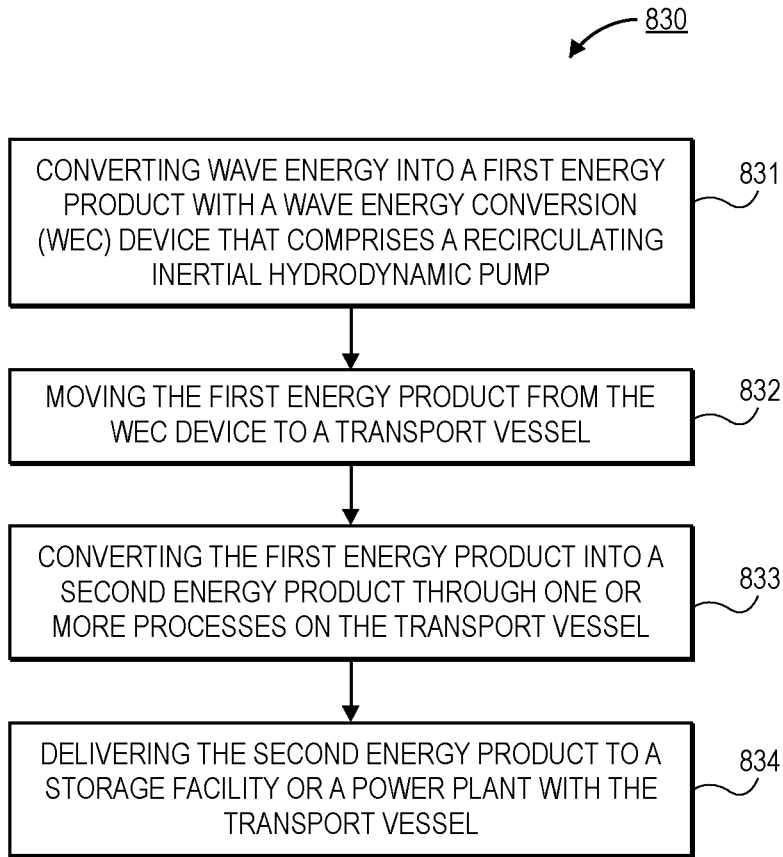 830
CONVERTING WAVE ENERGY INTO A FIRST ENERGY
PRODUCT WITH A WAVE ENERGY CONVERSION
(WEC) DEVICE THAT COMPRISES A RECIRCULATING
INERTIAL HYDRODYNAMIC PUMP
831
MOVING THE FIRST ENERGY PRODUCT FROM THE
WEC DEVICE TO A TRANSPORT VESSEL
832
CONVERTING THE FIRST ENERGY PRODUCT INTO A
SECOND ENERGY PRODUCT THROUGH ONE OR
MORE PROCESSES ON THE TRANSPORT VESSEL
833
DELIVERING THE SECOND ENERGY PRODUCT TO A
STORAGE FACILITY OR A POWER PLANT WITH THE
TRANSPORT VESSEL
834